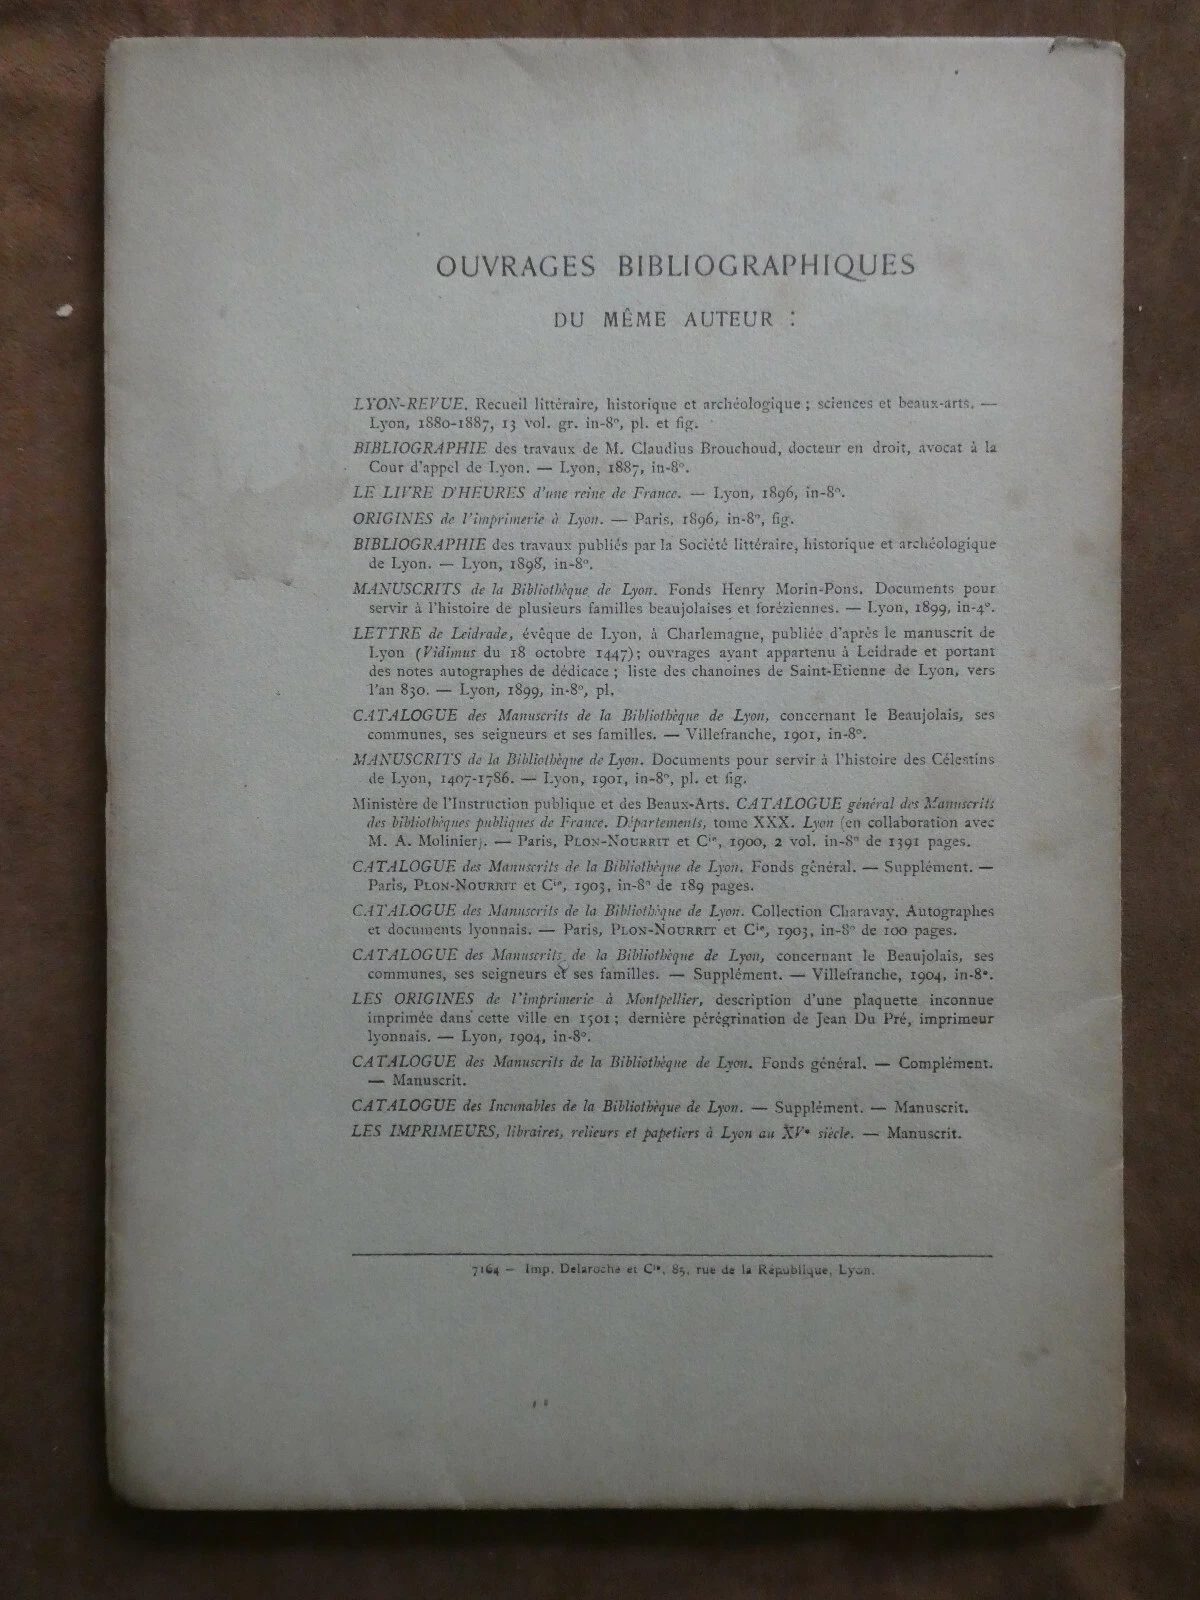 OUVRAGES BIBLIOGRAPHIQUES
DU MÊME AUTEUR :
LYON-REVUE. Recueil littéraire, historique et archéologique ; sciences et beaux-arts. —
Lyon, 1880-1887, 13 vol. gr. in-8º, pl. et fig.
BIBLIOGRAPHIE des travaux de M. Claudius Brouchoud, docteur en droit, avocat à la
Cour d'appel de Lyon. — Lyon, 1887, in-8º.
LE LIVRE D'HEURES d'une reine de France. — Lyon, 1896, in-8º.
ORIGINES de l'imprimerie à Lyon. — Paris, 1896, in-8º, fig.
BIBLIOGRAPHIE des travaux publiés par la Société littéraire, historique et archéologique
de Lyon. — Lyon, 1898, in-8º.
MANUSCRITS de la Bibliothèque de Lyon. Fonds Henry Morin-Pons. Documents pour
servir à l'histoire de plusieurs familles beaujolaises et foréziennes. — Lyon, 1899, in-4º.
LETTRE de Leidrade, évêque de Lyon, à Charlemagne, publiée d'après le manuscrit de
Lyon (Vidimus du 18 octobre 1447) ; ouvrages ayant appartenu à Leidrade et portant
des notes autographes de dédicace ; liste des chanoines de Saint-Etienne de Lyon, vers
l'an 830. — Lyon, 1899, in-8º, pl.
CATALOGUE des Manuscrits de la Bibliothèque de Lyon, concernant le Beaujolais, ses
communes, ses seigneurs et ses familles. — Villefranche, 1901, in-8º.
MANUSCRITS de la Bibliothèque de Lyon. Documents pour servir à l'histoire des Célestins
de Lyon, 1407-1786. — Lyon, 1901, in-8º, pl. et fig.
Ministère de l'Instruction publique et des Beaux-Arts. CATALOGUE général des Manuscrits
des bibliothèques publiques de France. Départements, tome XXX. Lyon (en collaboration avec
M. A. Molinier). — Paris, PLON-NOURRIT et Cie, 1900, 2 vol. in-8º de 1391 pages.
CATALOGUE des Manuscrits de la Bibliothèque de Lyon. Fonds général. — Supplément. —
Paris, PLON-NOURRIT et Cie, 1903, in-8º de 189 pages.
CATALOGUE des Manuscrits de la Bibliothèque de Lyon. Collection Charavay. Autographes
et documents lyonnais. — Paris, PLON-NOURRIT et Cie, 1903, in-8º de 100 pages.
CATALOGUE des Manuscrits de la Bibliothèque de Lyon, concernant le Beaujolais, ses
communes, ses seigneurs et ses familles. — Supplément. — Villefranche, 1904, in-8º.
LES ORIGINES de l'imprimerie à Montpellier, description d'une plaquette inconnue
imprimée dans cette ville en 1501 ; dernière pérégrination de Jean Du Pré, imprimeur
lyonnais. — Lyon, 1904, in-8º.
CATALOGUE des Manuscrits de la Bibliothèque de Lyon. Fonds général. — Complément.
— Manuscrit.
CATALOGUE des Incunables de la Bibliothèque de Lyon. — Supplément. — Manuscrit.
LES IMPRIMEURS, libraires, relieurs et papetiers à Lyon au XVe siècle. — Manuscrit.
7164 — Imp. Delaroche et Cie, 85, rue de la République, Lyon.